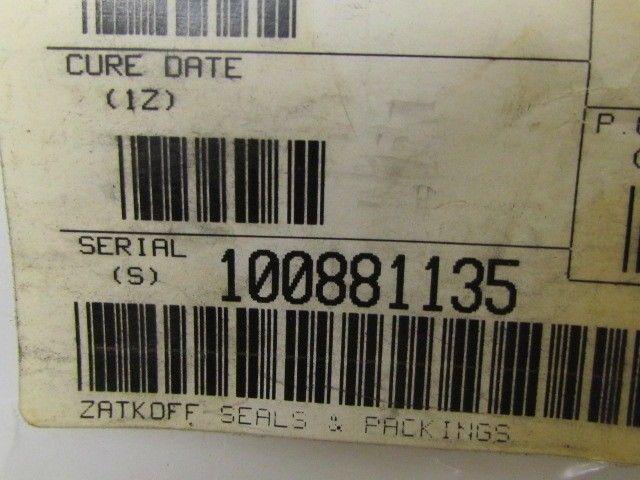 CURE DATE
(1Z)
P.
SERIAL
(S) 100881135
ZATKOFF SEALS & PACKINGS